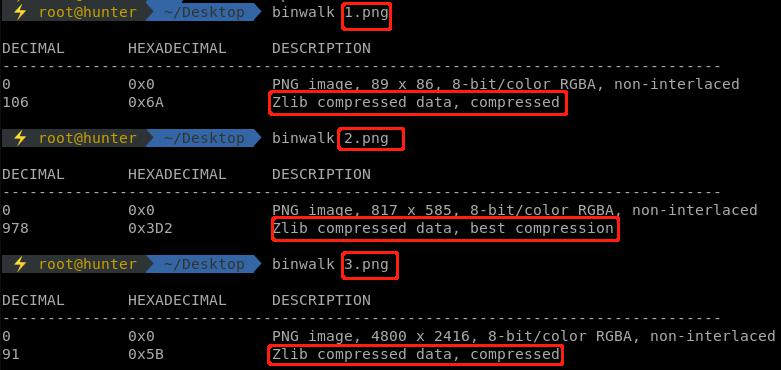 ⚡ root@hunter ~/Desktop binwalk 1.png
DECIMAL HEXADECIMAL DESCRIPTION
--------------------------------------------------------------------------------
0 0x0 PNG image, 89 x 86, 8-bit/color RGBA, non-interlaced
106 0x6A Zlib compressed data, compressed
⚡ root@hunter ~/Desktop binwalk 2.png
DECIMAL HEXADECIMAL DESCRIPTION
--------------------------------------------------------------------------------
0 0x0 PNG image, 817 x 585, 8-bit/color RGBA, non-interlaced
978 0x3D2 Zlib compressed data, best compression
⚡ root@hunter ~/Desktop binwalk 3.png
DECIMAL HEXADECIMAL DESCRIPTION
--------------------------------------------------------------------------------
0 0x0 PNG image, 4800 x 2416, 8-bit/color RGBA, non-interlaced
91 0x5B Zlib compressed data, compressed